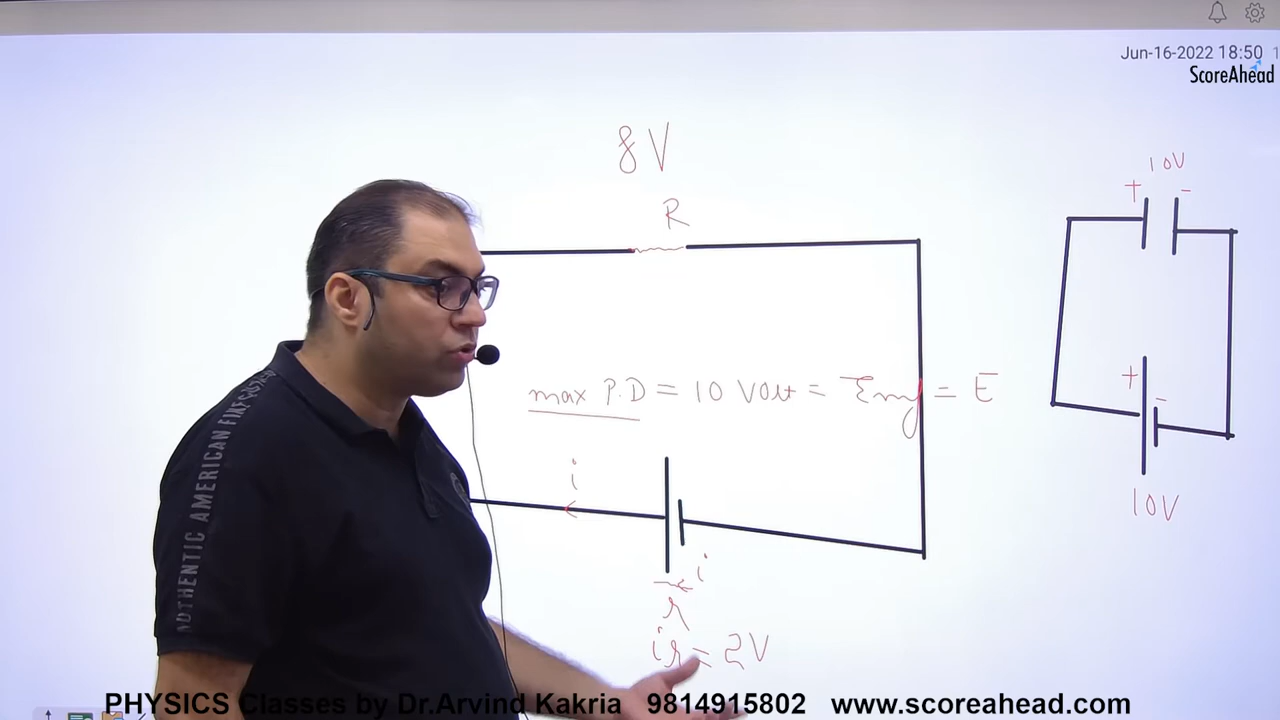 Jun-16-2022 18:50 1
ScoreAhead
8V
R
10V
+ -
max P.D = 10 Volt = Emf = E
+ -
i
10V
i
r
ir = 2V
AUTHENTIC AMERICAN
PHYSICS Classes by Dr.Arvind Kakria 9814915802 www.scoreahead.com